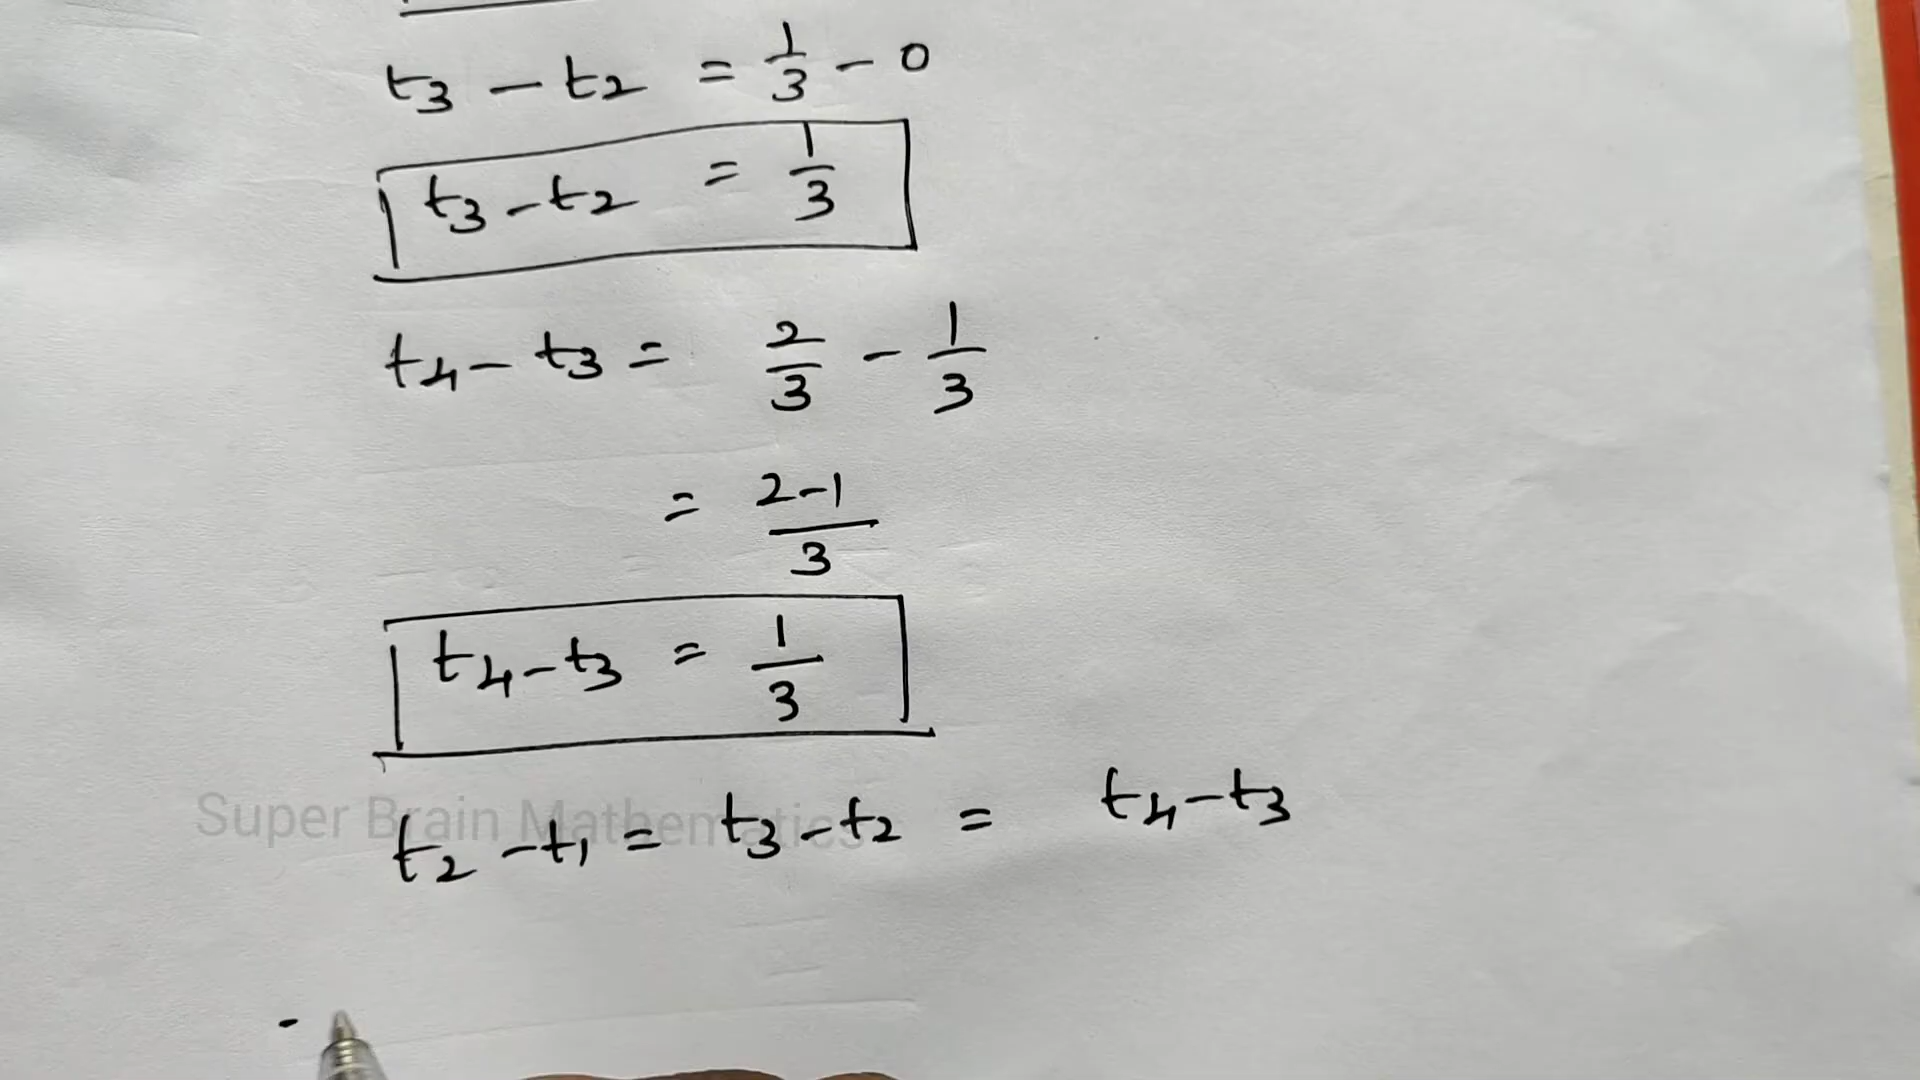 t3 - t2 = 1/3 - 0
t3 - t2 = 1/3
t4 - t3 = 2/3 - 1/3
= 2-1/3
t4 - t3 = 1/3
Super Brain Mathematics
t2 - t1 = t3 - t2 = t4 - t3